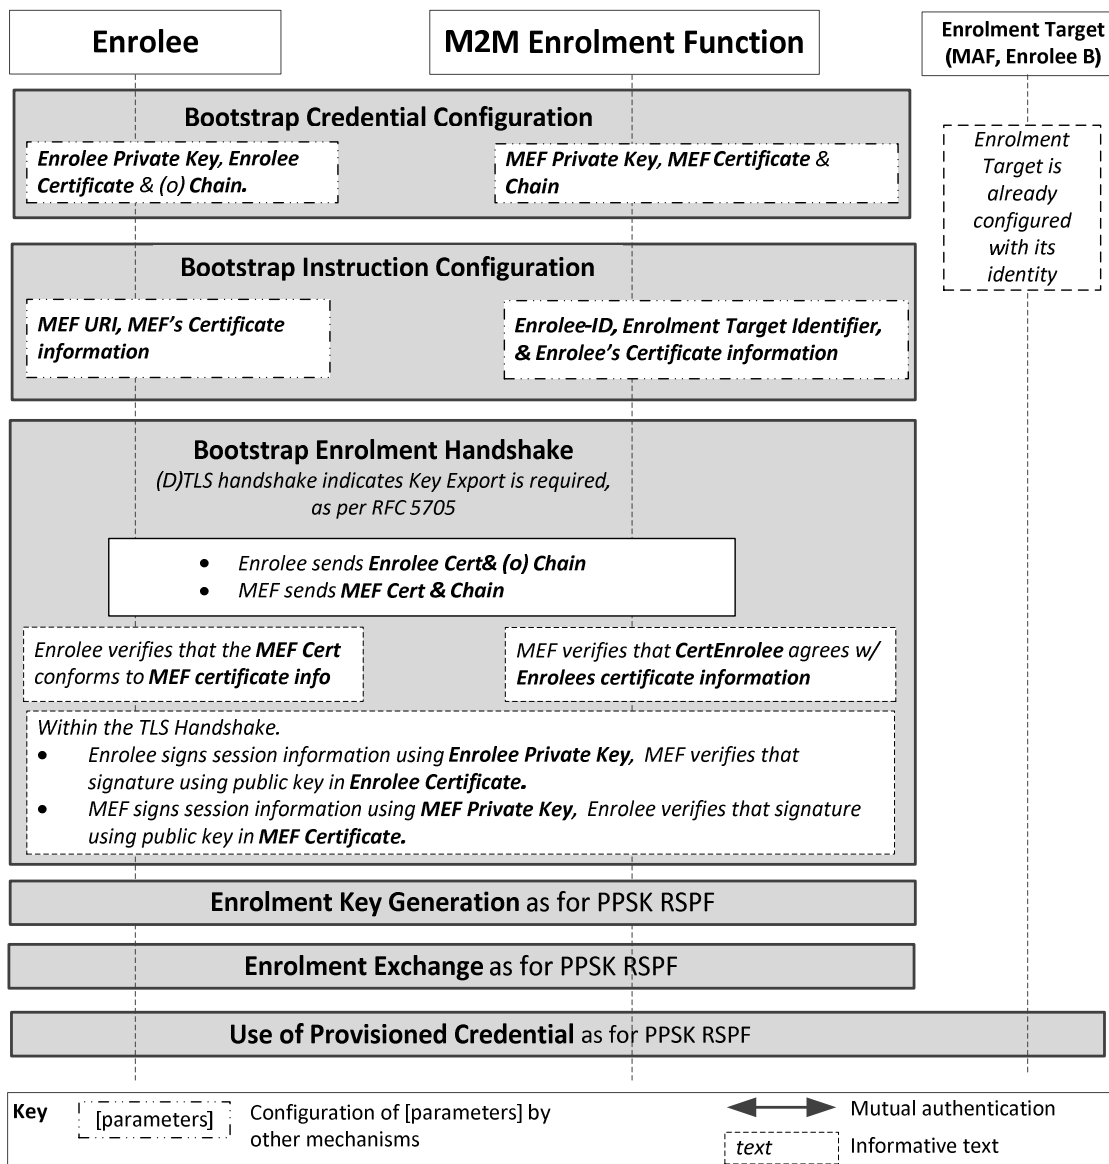 Enrolee
M2M Enrolment Function
Enrolment Target
(MAF, Enrolee B)
Bootstrap Credential Configuration
Enrolee Private Key, Enrolee
Certificate & (o) Chain.
MEF Private Key, MEF Certificate &
Chain
Enrolment
Target is
already
configured
with its
identity
Bootstrap Instruction Configuration
MEF URI, MEF's Certificate
information
Enrolee-ID, Enrolment Target Identifier,
& Enrolee's Certificate information
Bootstrap Enrolment Handshake
(D)TLS handshake indicates Key Export is required,
as per RFC 5705
• Enrolee sends Enrolee Cert& (o) Chain
• MEF sends MEF Cert & Chain
Enrolee verifies that the MEF Cert
conforms to MEF certificate info
MEF verifies that CertEnrolee agrees w/
Enrolees certificate information
Within the TLS Handshake.
• Enrolee signs session information using Enrolee Private Key, MEF verifies that
signature using public key in Enrolee Certificate.
• MEF signs session information using MEF Private Key, Enrolee verifies that signature
using public key in MEF Certificate.
Enrolment Key Generation as for PPSK RSPF
Enrolment Exchange as for PPSK RSPF
Use of Provisioned Credential as for PPSK RSPF
Key
[parameters]
Configuration of [parameters] by
other mechanisms
Mutual authentication
text
Informative text